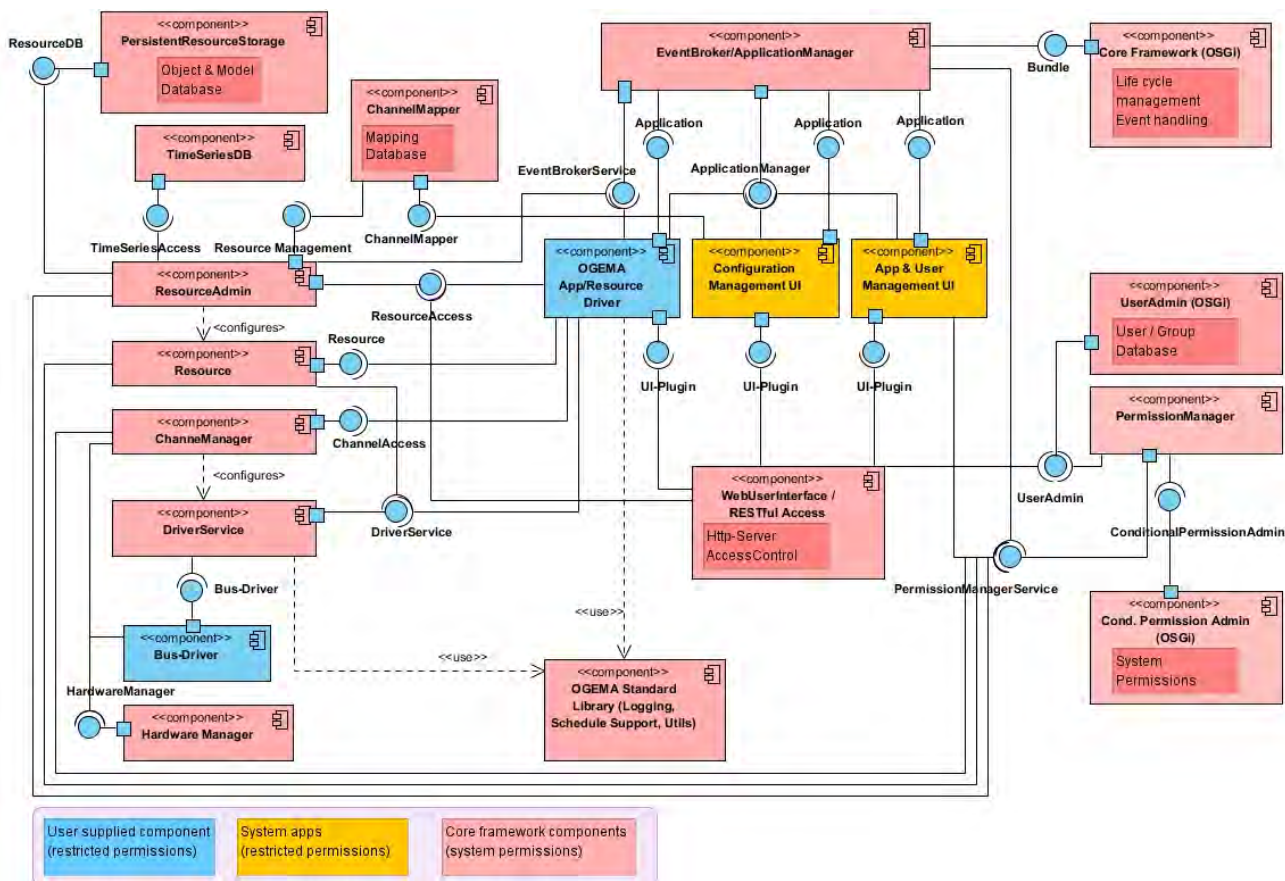 <<component>>
PersistentResourceStorage
Object & Model
Database
ResourceDB
<<component>>
TimeSeriesDB
<<component>>
ChannelMapper
Mapping
Database
<<component>>
EventBroker/ApplicationManager
<<component>>
Core Framework (OSGi)
Life cycle
management
Event handling
Bundle
Application
Application
Application
EventBrokerService
ApplicationManager
TimeSeriesAccess
Resource Management
ChannelMapper
<<component>>
ResourceAdmin
<<component>>
OGEMA
App/Resource
Driver
<<component>>
Configuration
Management UI
<<component>>
App & User
Management UI
<<component>>
UserAdmin (OSGi)
User / Group
Database
ResourceAccess
<configures>
Resource
<<component>>
Resource
UI-Plugin
UI-Plugin
UI-Plugin
<<component>>
PermissionManager
<<component>>
ChanneManager
ChannelAccess
<configures>
<<component>>
WebUserInterface /
RESTful Access
Http-Server
AccessControl
UserAdmin
<<component>>
DriverService
DriverService
ConditionalPermissionAdmin
PermissionManagerService
Bus-Driver
<<component>>
Bus-Driver
<<use>>
<<use>>
<<component>>
Cond. Permission Admin
(OSGi)
System
Permissions
<<component>>
OGEMA Standard
Library (Logging,
Schedule Support, Utils)
HardwareManager
<<component>>
Hardware Manager
User supplied component
(restricted permissions)
System apps
(restricted permissions)
Core framework components
(system permissions)